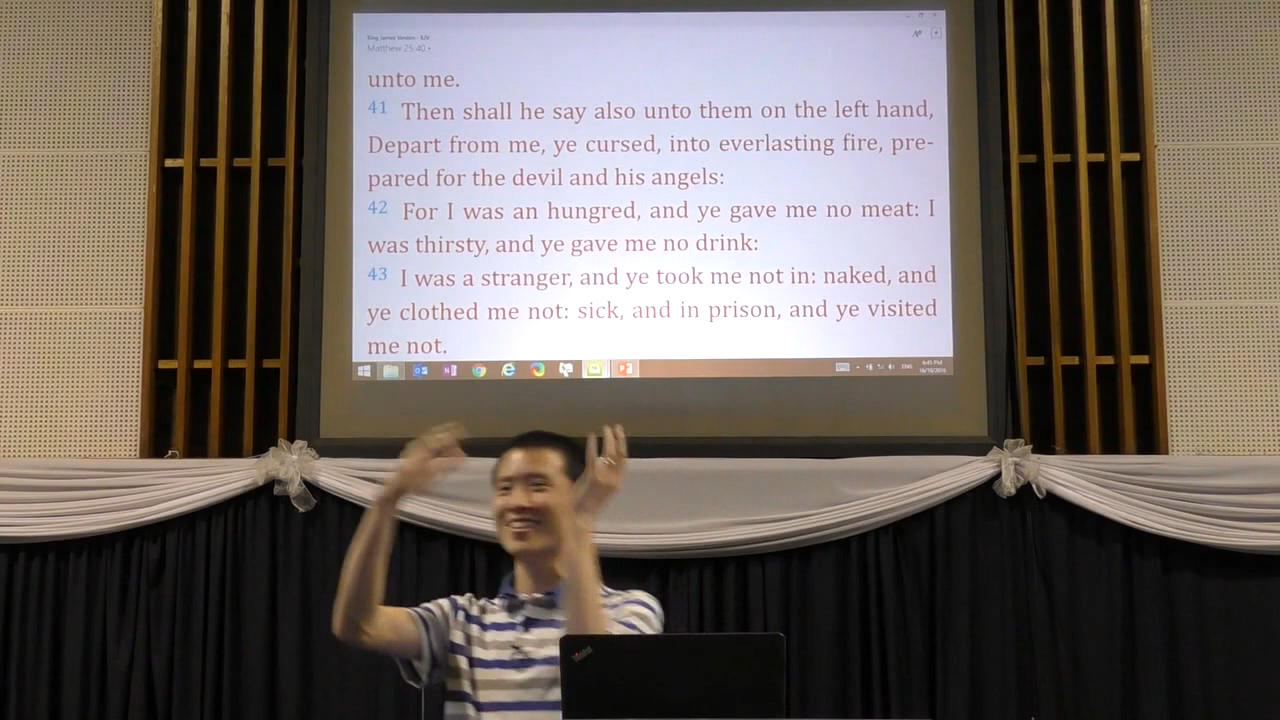 King James Version - KJV
Matthew 25:40
unto me.
41 Then shall he say also unto them on the left hand,
Depart from me, ye cursed, into everlasting fire, pre-
pared for the devil and his angels:
42 For I was an hungred, and ye gave me no meat: I
was thirsty, and ye gave me no drink:
43 I was a stranger, and ye took me not in: naked, and
ye clothed me not: sick, and in prison, and ye visited
me not.
ENG
6:45 PM